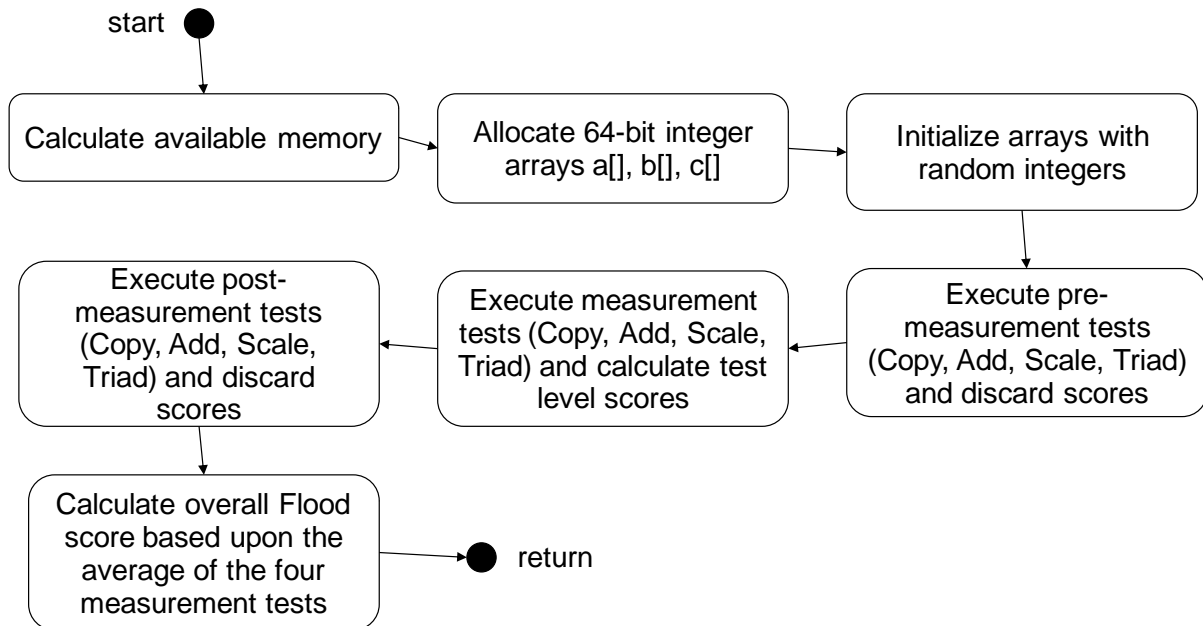 start
Calculate available memory
Allocate 64-bit integer
arrays a[], b[], c[]
Initialize arrays with
random integers
Execute pre-
measurement tests
(Copy, Add, Scale, Triad)
and discard scores
Execute measurement
tests (Copy, Add, Scale,
Triad) and calculate test
level scores
Execute post-
measurement tests
(Copy, Add, Scale,
Triad) and discard
scores
Calculate overall Flood
score based upon the
average of the four
measurement tests
return